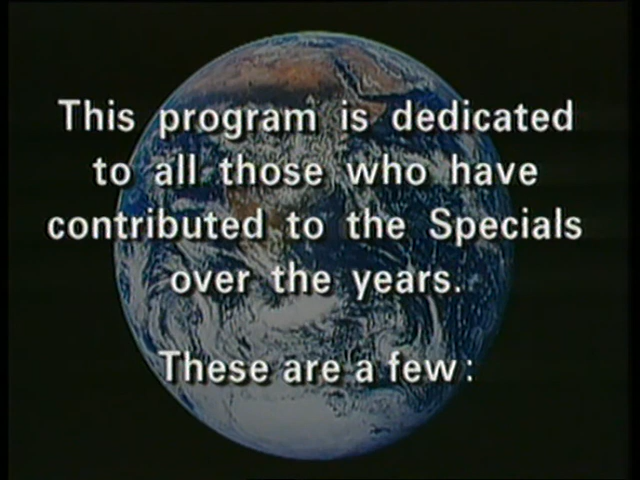 This program is dedicated
to all those who have
contributed to the Specials
over the years.
These are a few: